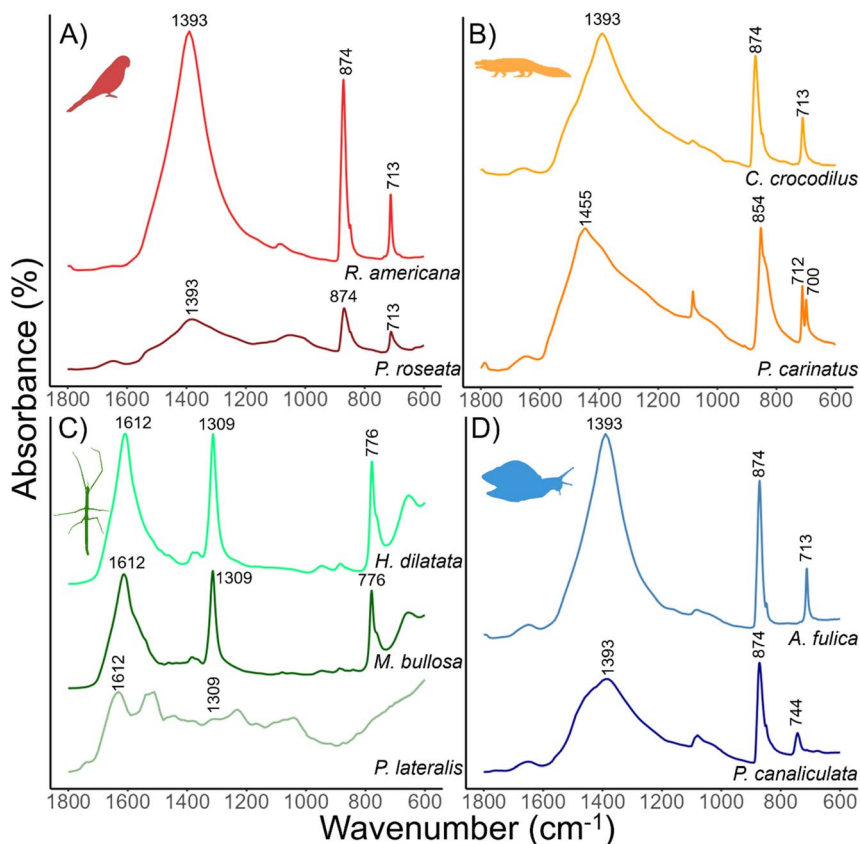 Absorbance (%)
A)
1393
874
713
R. americana
1393
874
713
P. roseata
1800 1600 1400 1200 1000 800 600
B)
1393
874
713
C. crocodilus
1455
854
712
700
P. carinatus
1800 1600 1400 1200 1000 800 600
C)
1612
1309
776
H. dilatata
1612
1309
776
M. bullosa
1612
1309
P. lateralis
1800 1600 1400 1200 1000 800 600
D)
1393
874
713
A. fulica
1393
874
744
P. canaliculata
1800 1600 1400 1200 1000 800 600
Wavenumber (cm⁻¹)